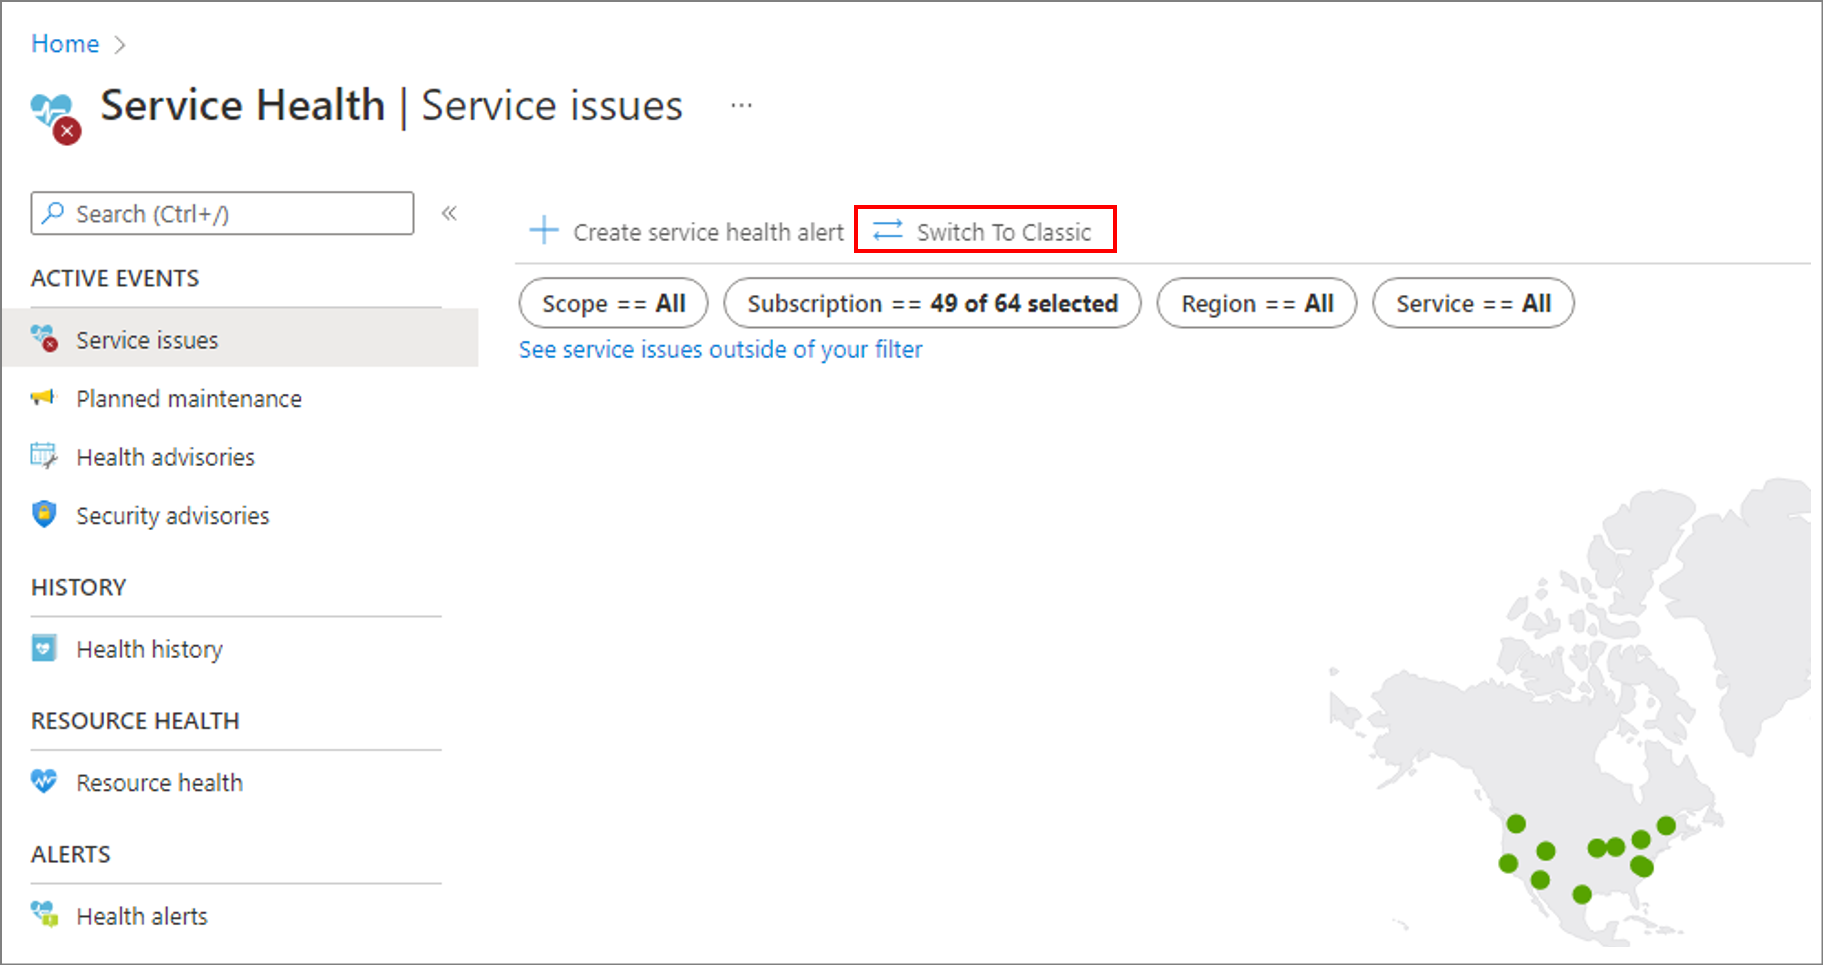 Home >
Service Health | Service issues ...
Search (Ctrl+/) «
Create service health alert
Switch To Classic
ACTIVE EVENTS
Service issues
Planned maintenance
Health advisories
Security advisories
HISTORY
Health history
RESOURCE HEALTH
Resource health
ALERTS
Health alerts
Scope == All
Subscription == 49 of 64 selected
Region == All
Service == All
See service issues outside of your filter